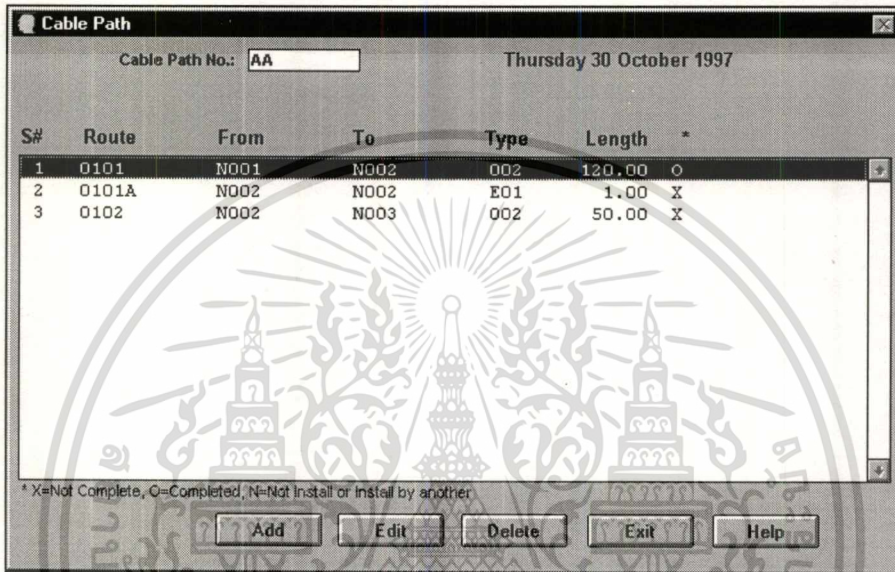 Cable Path
Cable Path No.: AA Thursday 30 October 1997
S# Route From To Type Length *
1 0101 N001 N002 002 120.00 O
2 0101A N002 N002 E01 1.00 X
3 0102 N002 N003 002 50.00 X
* X=Not Complete, O=Completed, N=Not Install or Install by another
Add Edit Delete Exit Help